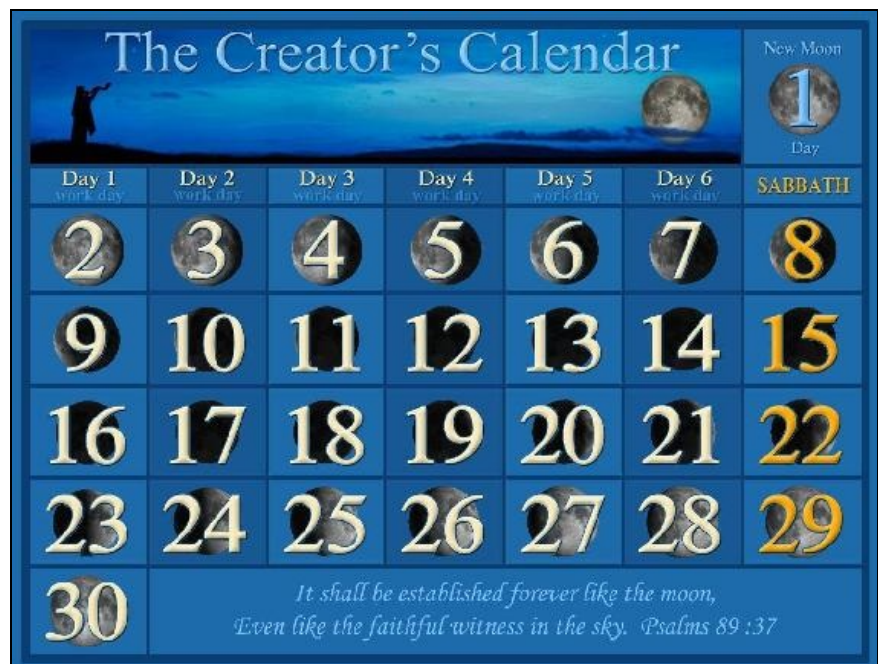 The Creator's Calendar
New Moon
1
Day
Day 1 Day 2 Day 3 Day 4 Day 5 Day 6 SABBATH
work day work day work day work day work day work day
2 3 4 5 6 7 8
9 10 11 12 13 14 15
16 17 18 19 20 21 22
23 24 25 26 27 28 29
30
It shall be established forever like the moon,
Even like the faithful witness in the sky. Psalms 89 :37